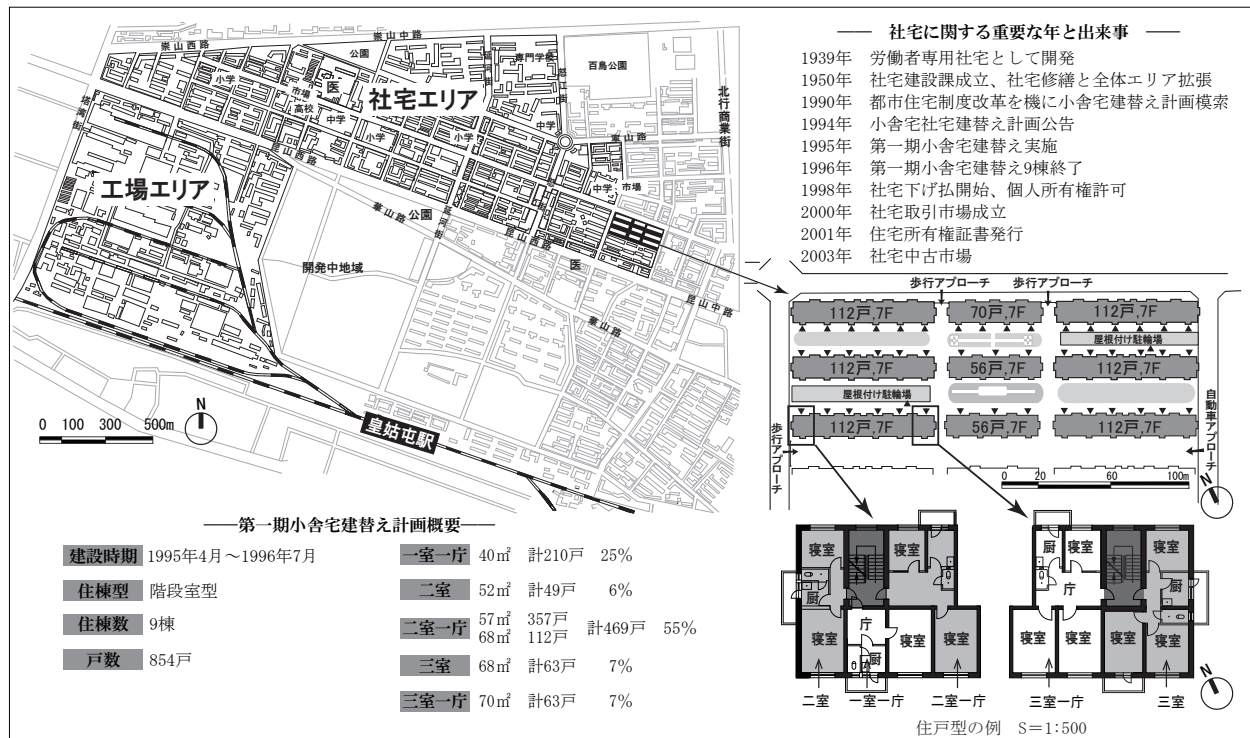 崇山西路
崇山中路
公園
延河街
専門学校
怒江街
百鳥公園
北行商業街
小学
医
社宅エリア
市場
高校
中学
小学
小学
中学
塔湾街
昆山西路
工場エリア
華山路
公園
延河街
昆山西路
中学
市場
医
開発中地域
昆山中路
華山路
皇姑屯駅
0 100 300 500m
N
—— 社宅に関する重要な年と出来事 ——
1939年 労働者専用社宅として開発
1950年 社宅建設課成立、社宅修繕と全体エリア拡張
1990年 都市住宅制度改革を機に小舎宅建替え計画模索
1994年 小舎宅社宅建替え計画公告
1995年 第一期小舎宅建替え実施
1996年 第一期小舎宅建替え9棟終了
1998年 社宅下げ払開始、個人所有権許可
2000年 社宅取引市場成立
2001年 住宅所有権証書発行
2003年 社宅中古市場
歩行アプローチ 歩行アプローチ
112戸,7F 70戸,7F 112戸,7F
屋根付け駐輪場
112戸,7F 56戸,7F 112戸,7F
屋根付け駐輪場
112戸,7F 56戸,7F 112戸,7F
歩行アプローチ
自動車アプローチ
0 20 60 100m
N
——第一期小舎宅建替え計画概要——
建設時期 1995年4月〜1996年7月
住棟型 階段室型
住棟数 9棟
戸数 854戸
一室一庁 40㎡ 計210戸 25%
二室 52㎡ 計49戸 6%
二室一庁 57㎡ 357戸
68㎡ 112戸 計469戸 55%
三室 68㎡ 計63戸 7%
三室一庁 70㎡ 計63戸 7%
寝室 寝室
厨
庁
寝室 寝室 寝室
厨
二室 一室一庁 二室一庁
厨 寝室 寝室
庁 厨
寝室 寝室 寝室 寝室
三室一庁 三室
N
住戸型の例 S=1:500